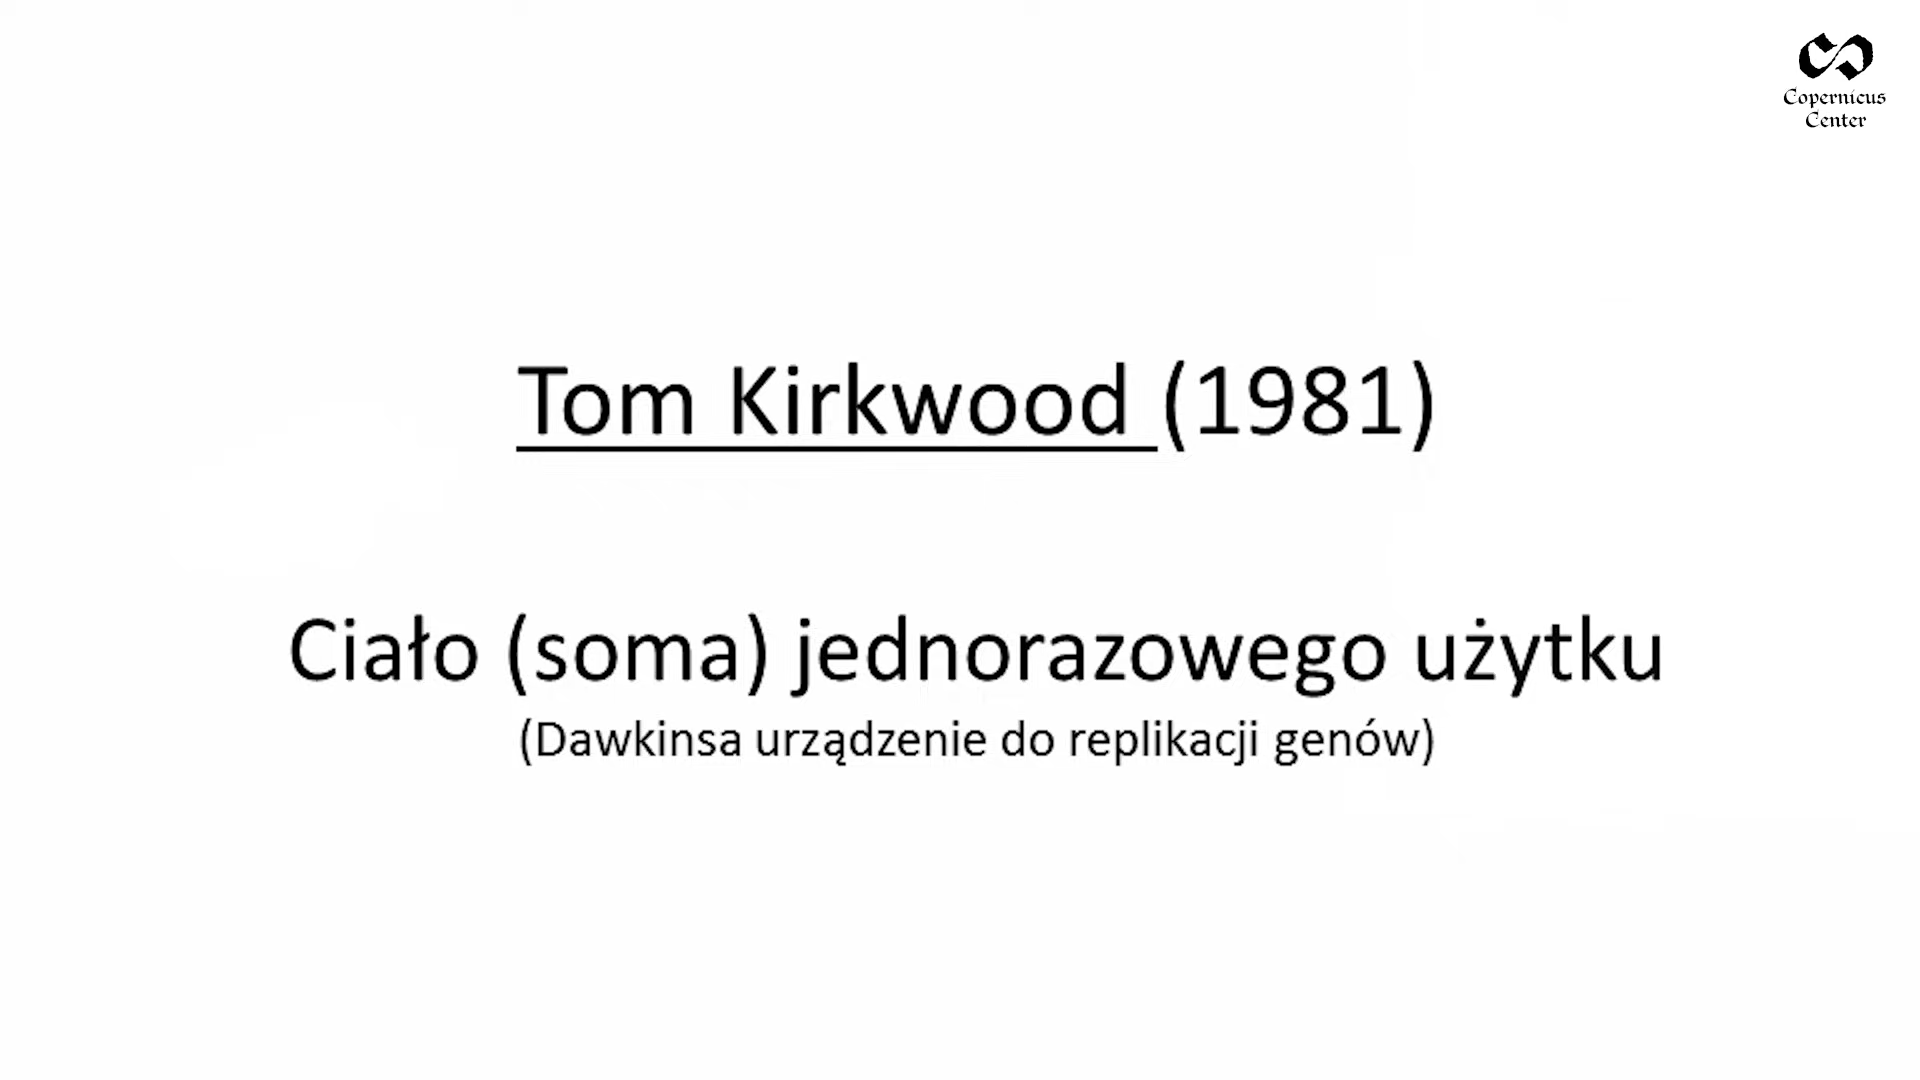 Copernicus
Center
Tom Kirkwood (1981)
Ciało (soma) jednorazowego użytku
(Dawkinsa urządzenie do replikacji genów)